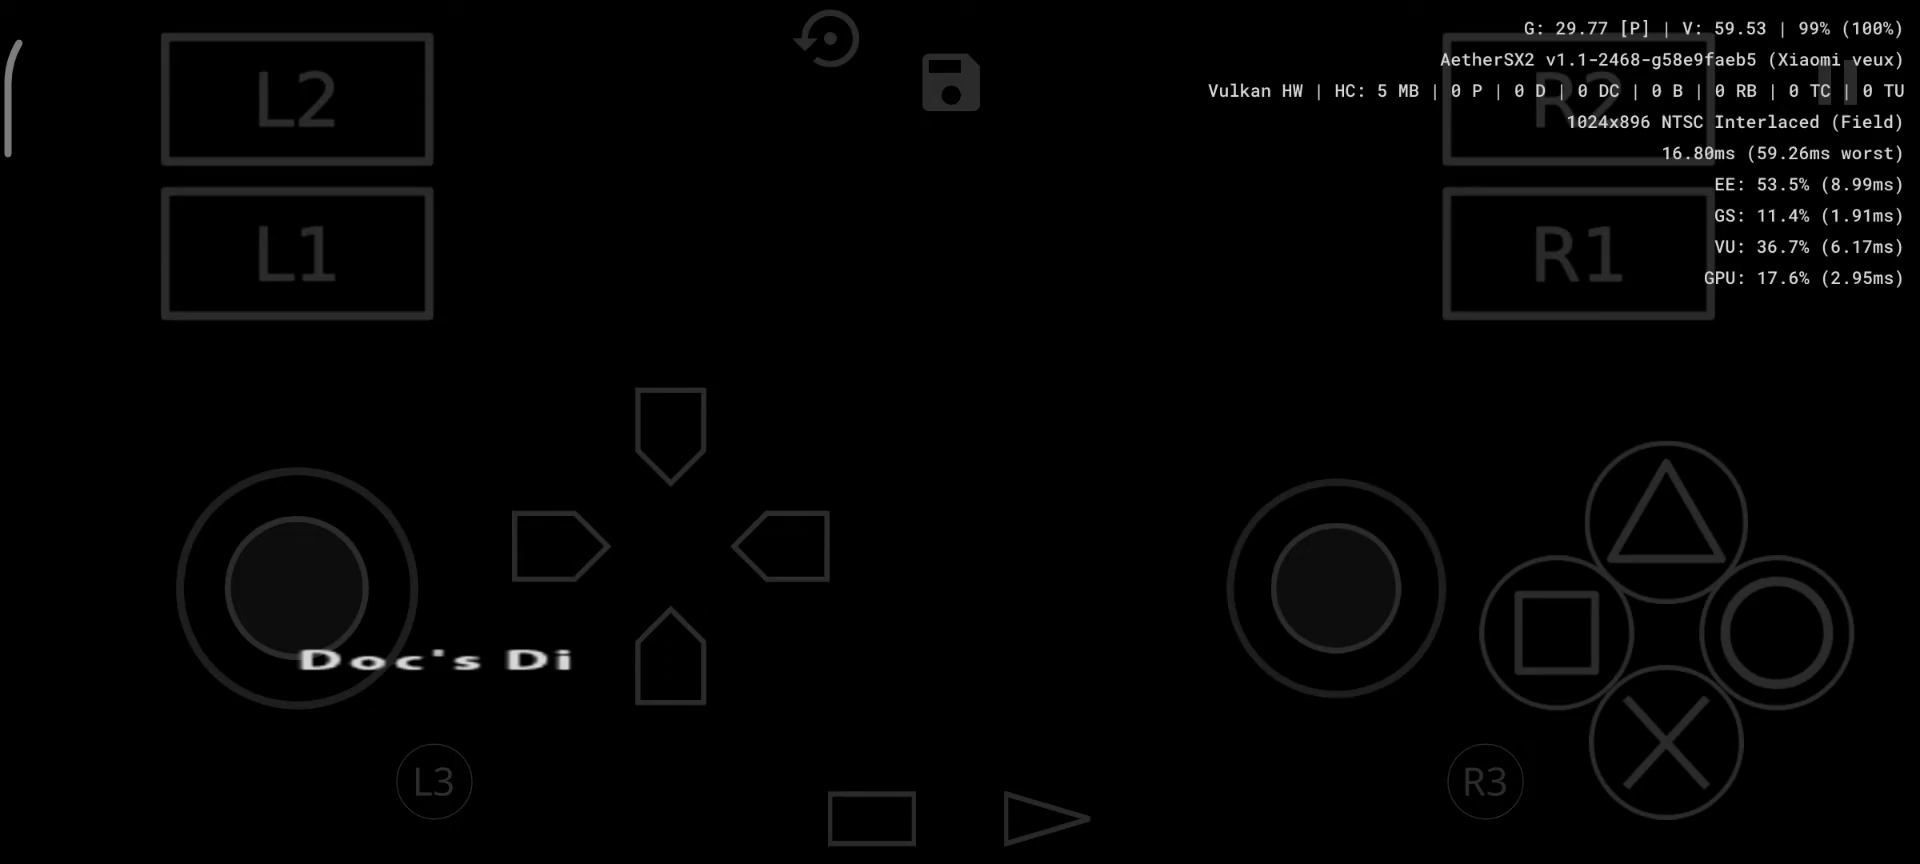 G: 29.77 [P] | V: 59.53 | 99% (100%)
AetherSX2 v1.1-2468-g58e9faeb5 (Xiaomi veux)
Vulkan HW | HC: 5 MB | 0 P | 0 D | 0 DC | 0 B | 0 RB | 0 TC | 0 TU
1024x896 NTSC Interlaced (Field)
16.80ms (59.26ms worst)
EE: 53.5% (8.99ms)
GS: 11.4% (1.91ms)
VU: 36.7% (6.17ms)
GPU: 17.6% (2.95ms)
L2
R2
L1
R1
Doc's Di
L3
R3